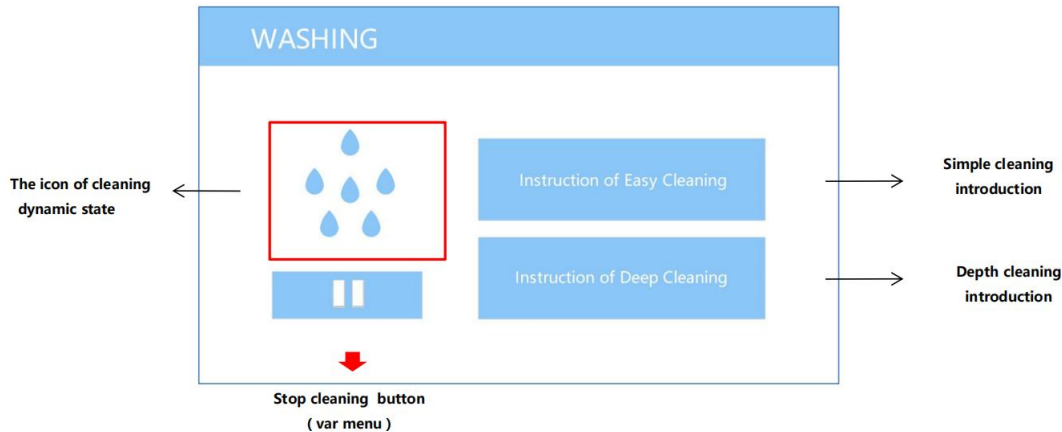 WASHING
The icon of cleaning
dynamic state
Instruction of Easy Cleaning
Simple cleaning
introduction
Instruction of Deep Cleaning
Depth cleaning
introduction
Stop cleaning button
( var menu )